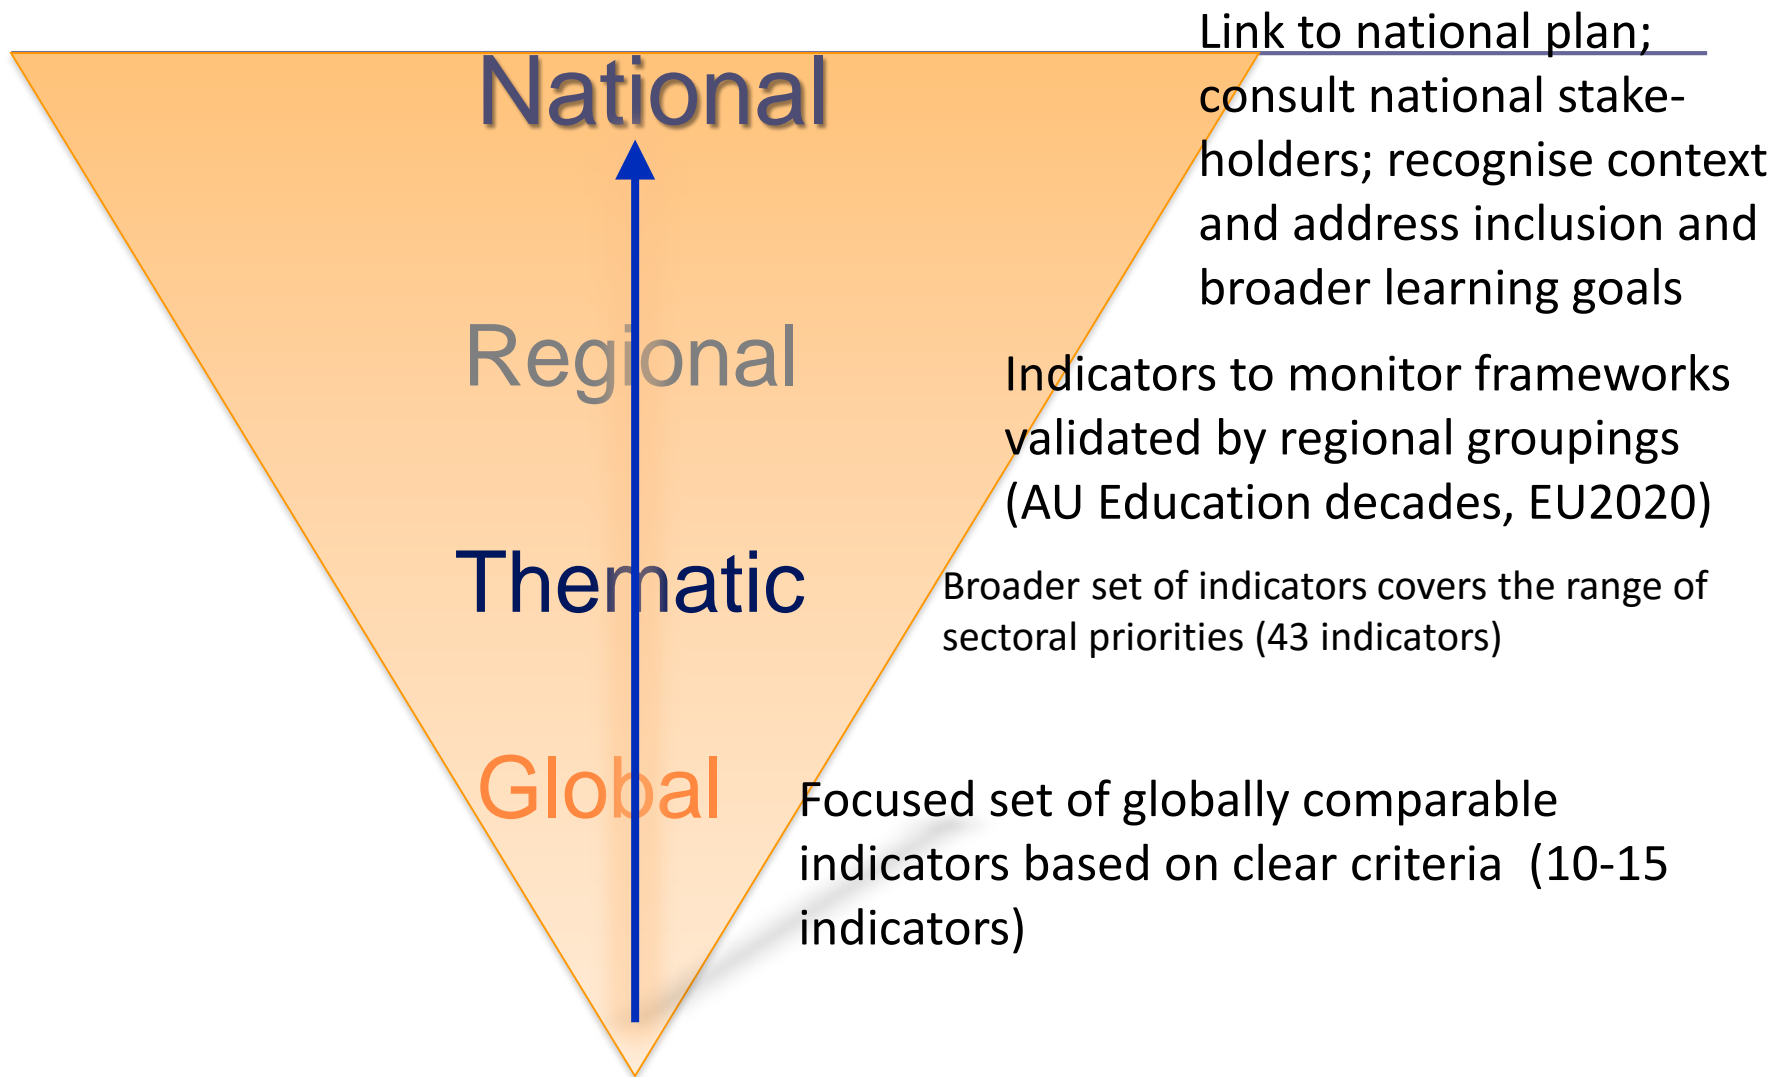 National
Link to national plan;
consult national stake-
holders; recognise context
and address inclusion and
broader learning goals
Regional
Indicators to monitor frameworks
validated by regional groupings
(AU Education decades, EU2020)
Thematic
Broader set of indicators covers the range of
sectoral priorities (43 indicators)
Global
Focused set of globally comparable
indicators based on clear criteria  (10-15
indicators)